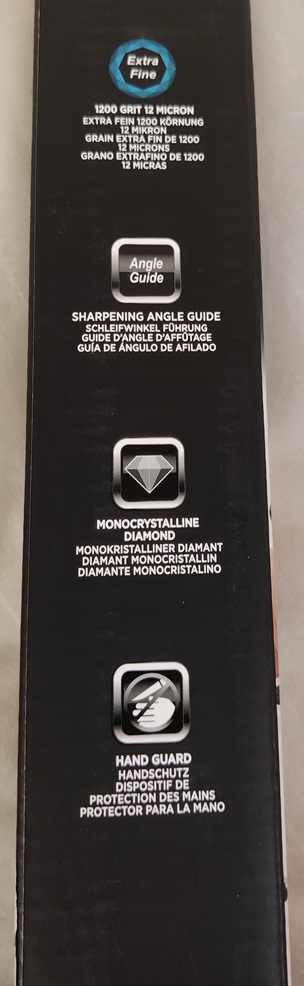 Extra
Fine
1200 GRIT 12 MICRON
EXTRA FEIN 1200 KÖRNUNG
12 MIKRON
GRAIN EXTRA FIN DE 1200
12 MICRONS
GRANO EXTRAFINO DE 1200
12 MICRAS
Angle
Guide
SHARPENING ANGLE GUIDE
SCHLEIFWINKEL FÜHRUNG
GUIDE D'ANGLE D'AFFÛTAGE
GUÍA DE ÁNGULO DE AFILADO
MONOCRYSTALLINE
DIAMOND
MONOKRISTALLINER DIAMANT
DIAMANT MONOCRISTALLIN
DIAMANTE MONOCRISTALINO
HAND GUARD
HANDSCHUTZ
DISPOSITIF DE
PROTECTION DES MAINS
PROTECTOR PARA LA MANO